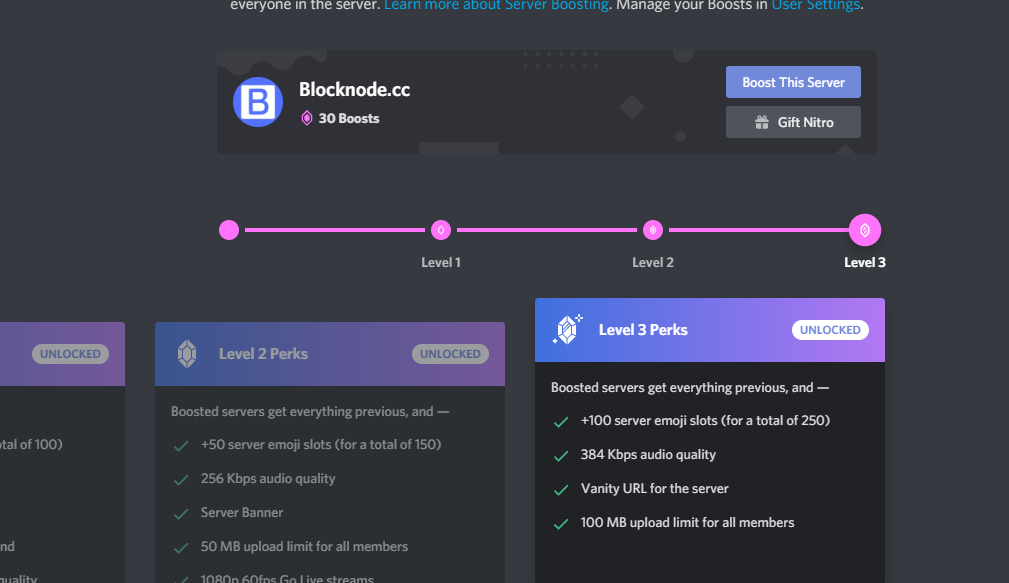 everyone in the server. Learn more about Server Boosting. Manage your Boosts in User Settings.
B
Blocknode.cc
30 Boosts
Boost This Server
Gift Nitro
Level 1
Level 2
Level 3
UNLOCKED
otal of 100)
nd
quality
Level 2 Perks
UNLOCKED
Boosted servers get everything previous, and —
+50 server emoji slots (for a total of 150)
256 Kbps audio quality
Server Banner
50 MB upload limit for all members
1080p 60fps Go Live streams
Level 3 Perks
UNLOCKED
Boosted servers get everything previous, and —
+100 server emoji slots (for a total of 250)
384 Kbps audio quality
Vanity URL for the server
100 MB upload limit for all members